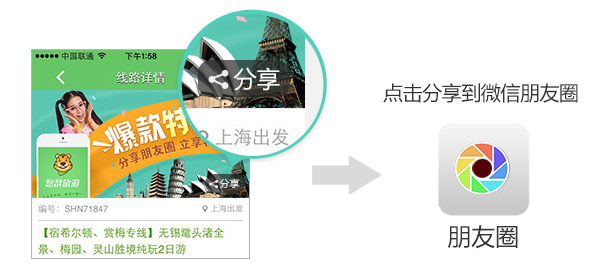 中国联通 下午1:58
线路详情
分享
上海出发
爆款特
分享朋友圈 立享
悠哉旅游
分享
编号：SHN71847 上海出发
【宿希尔顿、赏梅专线】无锡鼋头渚全
景、梅园、灵山胜境纯玩2日游
点击分享到微信朋友圈
朋友圈